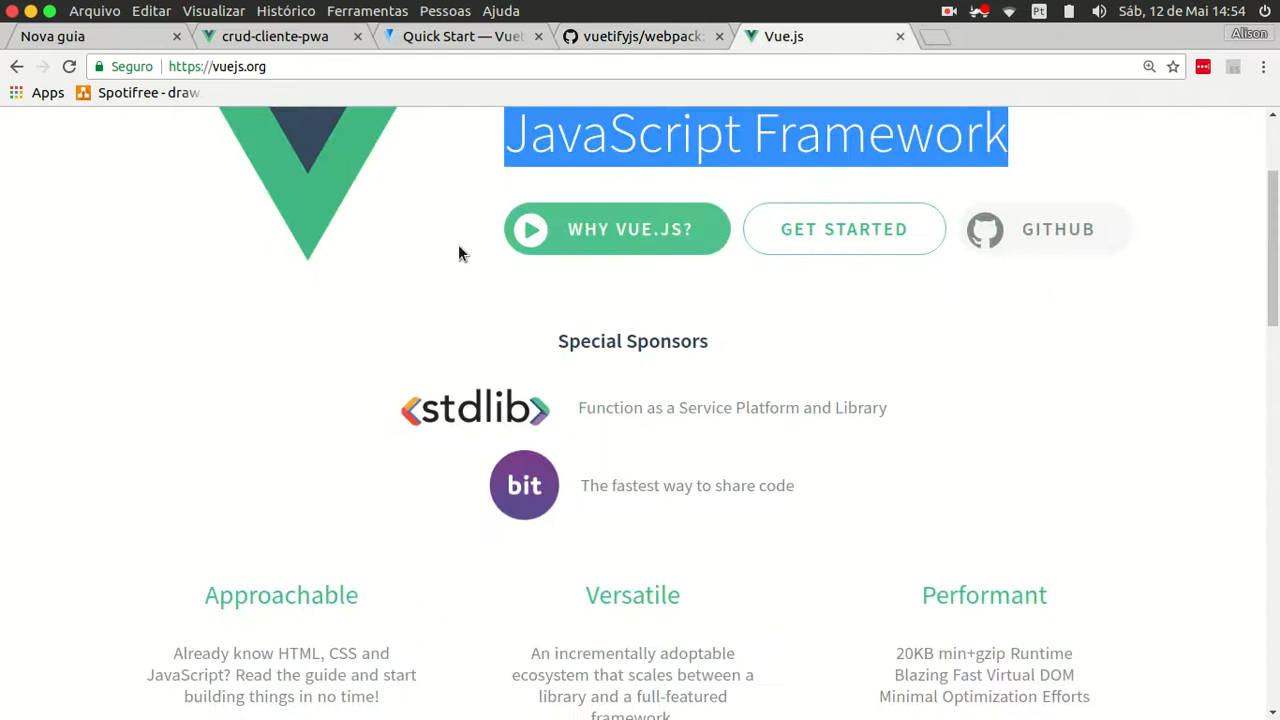 Arquivo Editar Visualizar Histórico Ferramentas Pessoas Ajuda Pt Sáb, 12 de Mai 14:54
Nova guia crud-cliente-pwa Quick Start — Vuet vuetifyjs/webpack Vue.js Alison
Seguro https://vuejs.org
Apps Spotifree - draw
JavaScript Framework
WHY VUE.JS? GET STARTED GITHUB
Special Sponsors
<stdlib> Function as a Service Platform and Library
bit The fastest way to share code
Approachable Versatile Performant
Already know HTML, CSS and
JavaScript? Read the guide and start
building things in no time!
An incrementally adoptable
ecosystem that scales between a
library and a full-featured
framework.
20KB min+gzip Runtime
Blazing Fast Virtual DOM
Minimal Optimization Efforts